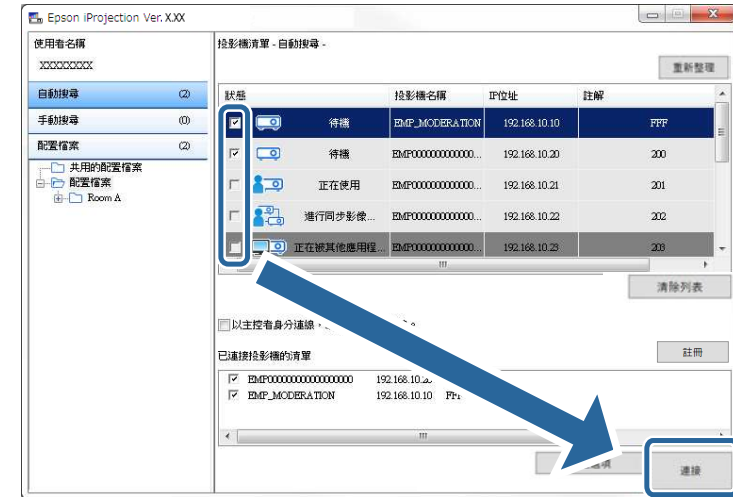 Epson iProjection Ver. X.XX
使用者名稱
XXXXXXXX
自動搜尋 (2)
手動搜尋 (0)
配置檔案 (2)
共用的配置檔案
配置檔案
Room A
投影機清單 - 自動搜尋 -
重新整理
狀態 投影機名稱 IP位址 註解
待機 EMP_MODERATION 192.168.10.10 FFF
待機 EMP000000000000... 192.168.10.20 200
正在使用 EMP000000000000... 192.168.10.21 201
進行同步影像... EMP000000000000... 192.168.10.22 202
正在被其他應用程... EMP000000000000... 192.168.10.23 203
清除列表
以主控者身分連線
已連接投影機的清單
註冊
EMP0000000000000000 192.168.10.20
EMP_MODERATION 192.168.10.10
連接